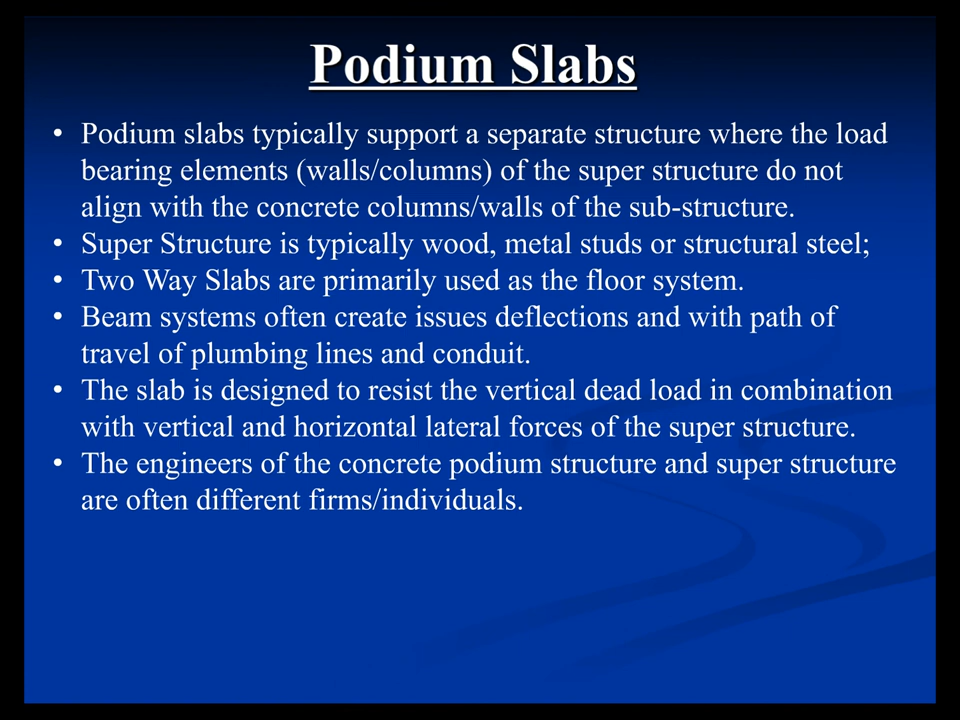 Podium Slabs
• Podium slabs typically support a separate structure where the load
bearing elements (walls/columns) of the super structure do not
align with the concrete columns/walls of the sub-structure.
• Super Structure is typically wood, metal studs or structural steel;
• Two Way Slabs are primarily used as the floor system.
• Beam systems often create issues deflections and with path of
travel of plumbing lines and conduit.
• The slab is designed to resist the vertical dead load in combination
with vertical and horizontal lateral forces of the super structure.
• The engineers of the concrete podium structure and super structure
are often different firms/individuals.